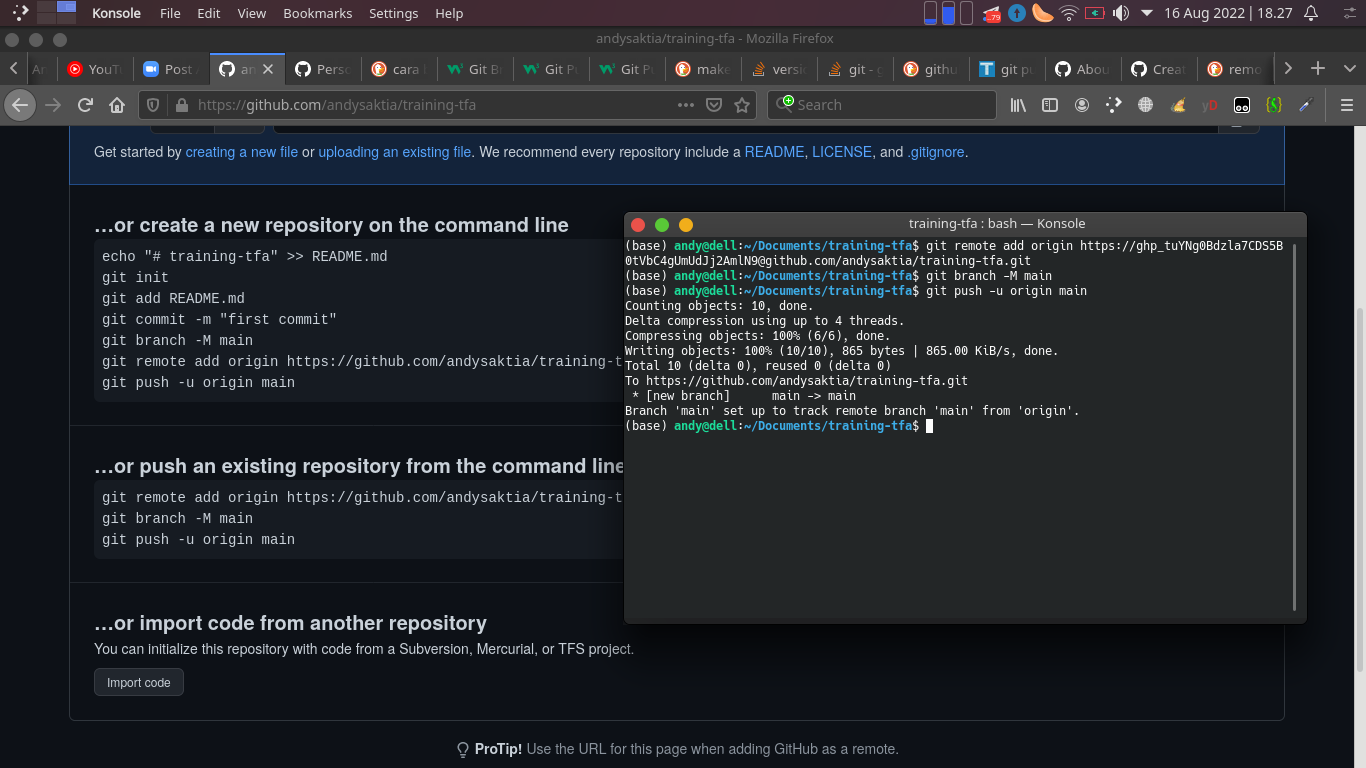 Konsole File Edit View Bookmarks Settings Help
79
16 Aug 2022 | 18.27
andysaktia/training-tfa - Mozilla Firefox
An YouT Post an Perso cara Git B Git P Git P make versi git - g githu git pu Abou Creat remo
https://github.com/andysaktia/training-tfa
Search
yD
Get started by creating a new file or uploading an existing file. We recommend every repository include a README, LICENSE, and .gitignore.
…or create a new repository on the command line
echo "# training-tfa" >> README.md
git init
git add README.md
git commit -m "first commit"
git branch -M main
git remote add origin https://github.com/andysaktia/training-t
git push -u origin main
…or push an existing repository from the command line
git remote add origin https://github.com/andysaktia/training-t
git branch -M main
git push -u origin main
…or import code from another repository
You can initialize this repository with code from a Subversion, Mercurial, or TFS project.
Import code
ProTip! Use the URL for this page when adding GitHub as a remote.
training-tfa : bash — Konsole
(base) andy@dell:~/Documents/training-tfa$ git remote add origin https://ghp_tuYNg0Bdzla7CDS5B
0tVbC4gUmUdJj2AmlN9@github.com/andysaktia/training-tfa.git
(base) andy@dell:~/Documents/training-tfa$ git branch -M main
(base) andy@dell:~/Documents/training-tfa$ git push -u origin main
Counting objects: 10, done.
Delta compression using up to 4 threads.
Compressing objects: 100% (6/6), done.
Writing objects: 100% (10/10), 865 bytes | 865.00 KiB/s, done.
Total 10 (delta 0), reused 0 (delta 0)
To https://github.com/andysaktia/training-tfa.git
 * [new branch]      main -> main
Branch 'main' set up to track remote branch 'main' from 'origin'.
(base) andy@dell:~/Documents/training-tfa$